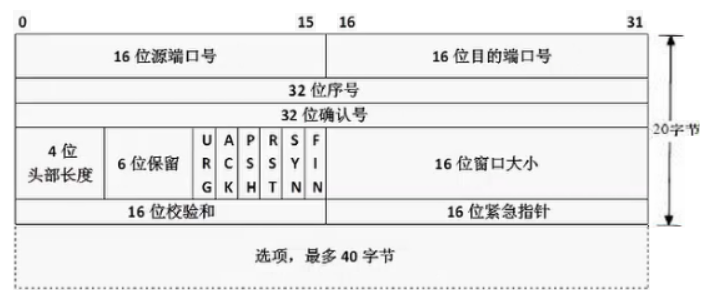 0 15 16 31
16 位源端口号 16 位目的端口号
32 位序号
32 位确认号
20字节
4 位
头部长度
6 位保留
URG
ACK
PSH
RST
SYN
FIN
16 位窗口大小
16 位校验和 16 位紧急指针
选项，最多 40 字节